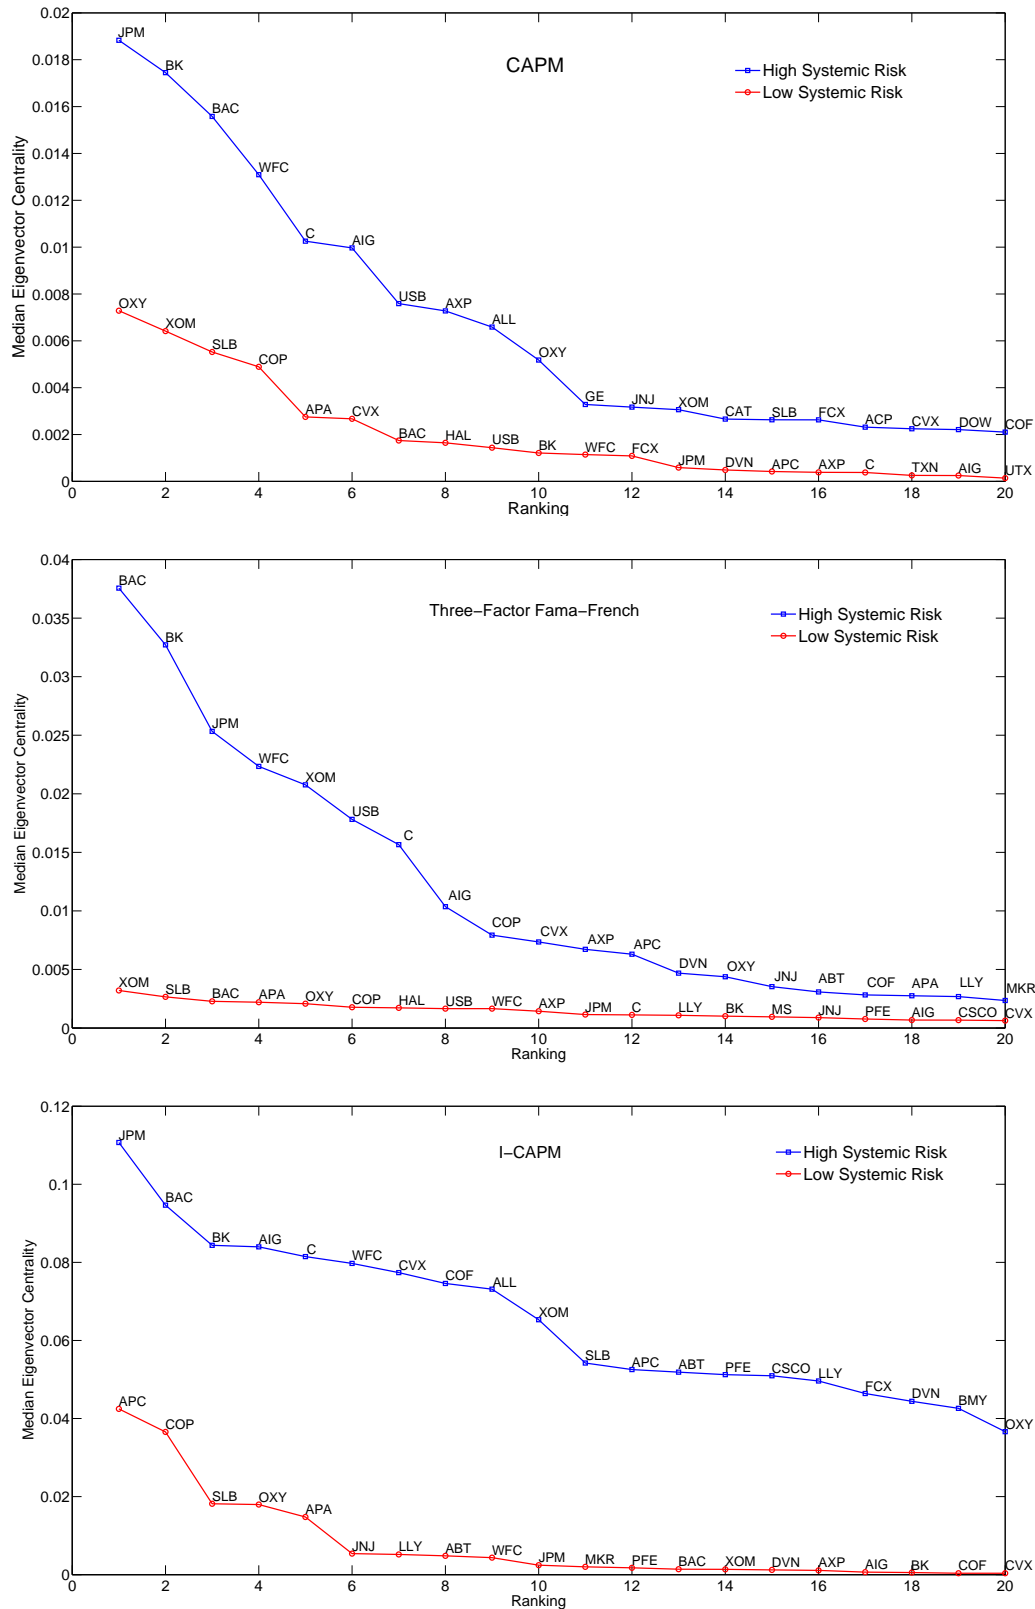 CAPM
High Systemic Risk
Low Systemic Risk
Median Eigenvector Centrality
0.02
0.018
0.016
0.014
0.012
0.01
0.008
0.006
0.004
0.002
0
JPM
BK
BAC
WFC
C
AIG
USB
AXP
ALL
OXY
GE
JNJ
XOM
CAT
SLB
FCX
ACP
CVX
DOW
COF
OXY
XOM
SLB
COP
APA
CVX
BAC
HAL
USB
BK
WFC
FCX
JPM
DVN
APC
AXP
C
TXN
AIG
UTX
0 2 4 6 8 10 12 14 16 18 20
Ranking
Three-Factor Fama-French
High Systemic Risk
Low Systemic Risk
Median Eigenvector Centrality
0.04
0.035
0.03
0.025
0.02
0.015
0.01
0.005
0
BAC
BK
JPM
WFC
XOM
USB
C
AIG
COP
CVX
AXP
APC
DVN
OXY
JNJ
ABT
COF
APA
LLY
MKR
XOM
SLB
BAC
APA
OXY
COP
HAL
USB
WFC
AXP
JPM
C
LLY
BK
MS
JNJ
PFE
AIG
CSCO
CVX
0 2 4 6 8 10 12 14 16 18 20
Ranking
I-CAPM
High Systemic Risk
Low Systemic Risk
Median Eigenvector Centrality
0.12
0.1
0.08
0.06
0.04
0.02
0
JPM
BAC
BK
AIG
C
WFC
CVX
COF
ALL
XOM
SLB
APC
ABT
PFE
CSCO
LLY
FCX
DVN
BMY
OXY
APC
COP
SLB
OXY
APA
JNJ
LLY
ABT
WFC
JPM
MKR
PFE
BAC
XOM
DVN
AXP
AIG
BK
COF
CVX
0 2 4 6 8 10 12 14 16 18 20
Ranking